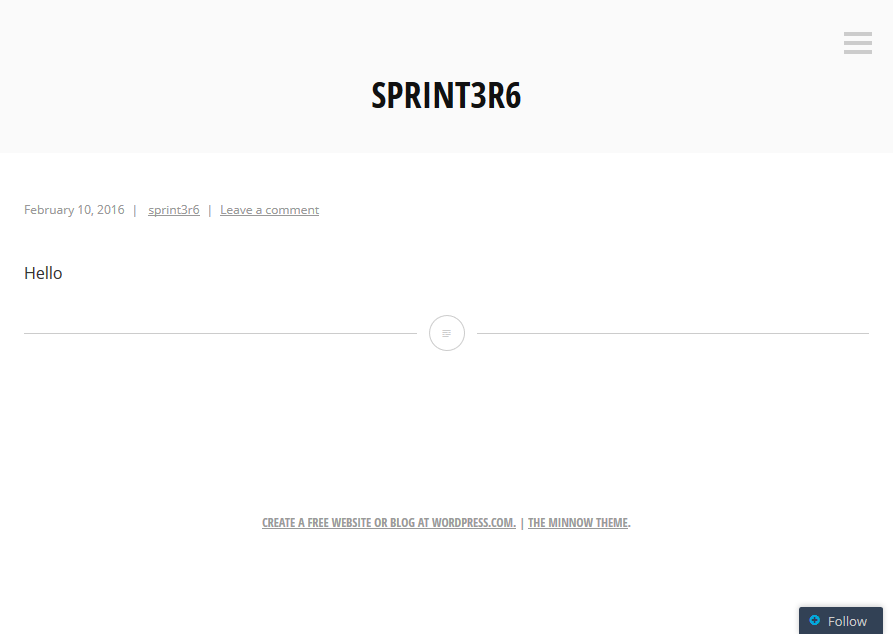 SPRINT3R6
February 10, 2016 | sprint3r6 | Leave a comment
Hello
CREATE A FREE WEBSITE OR BLOG AT WORDPRESS.COM. | THE MINNOW THEME.
Follow